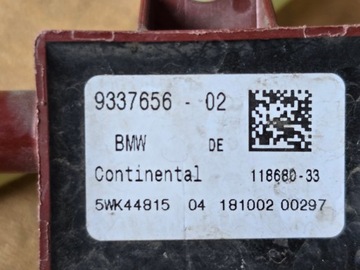 9337656 - 02
BMW DE
Continental 118680-33
5WK44815 04 181002 00297